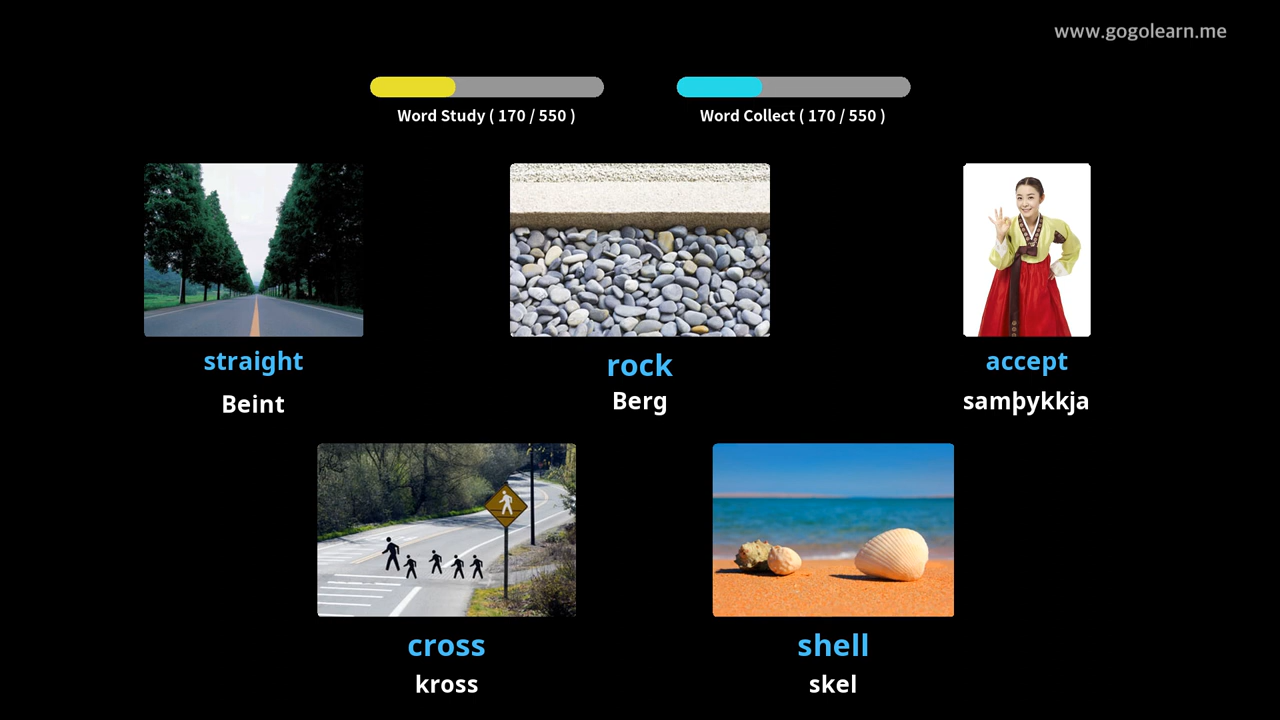 www.gogolearn.me
Word Study ( 170 / 550 )
Word Collect ( 170 / 550 )
straight
Beint
rock
Berg
accept
samþykkja
cross
kross
shell
skel